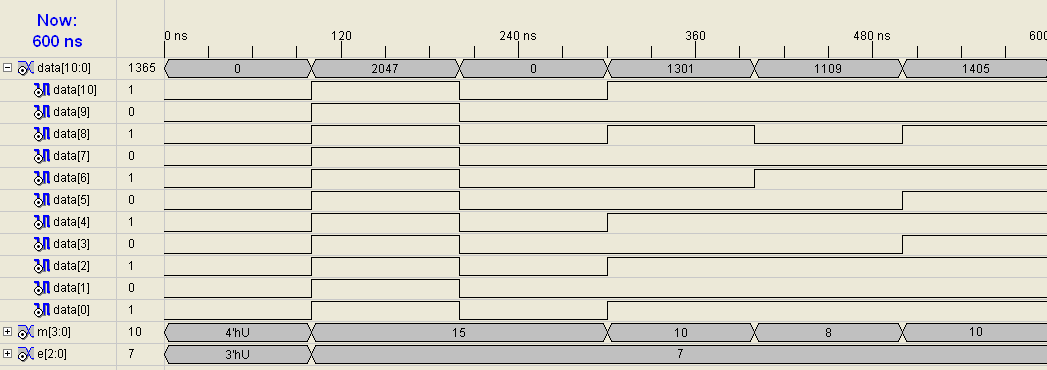 Now:
600 ns
0 ns 120 240 ns 360 480 ns 600
data[10:0] 1365 0 2047 0 1301 1109 1405
data[10] 1
data[9] 0
data[8] 1
data[7] 0
data[6] 1
data[5] 0
data[4] 1
data[3] 0
data[2] 1
data[1] 0
data[0] 1
m[3:0] 10 4'hU 15 10 8 10
e[2:0] 7 3'hU 7